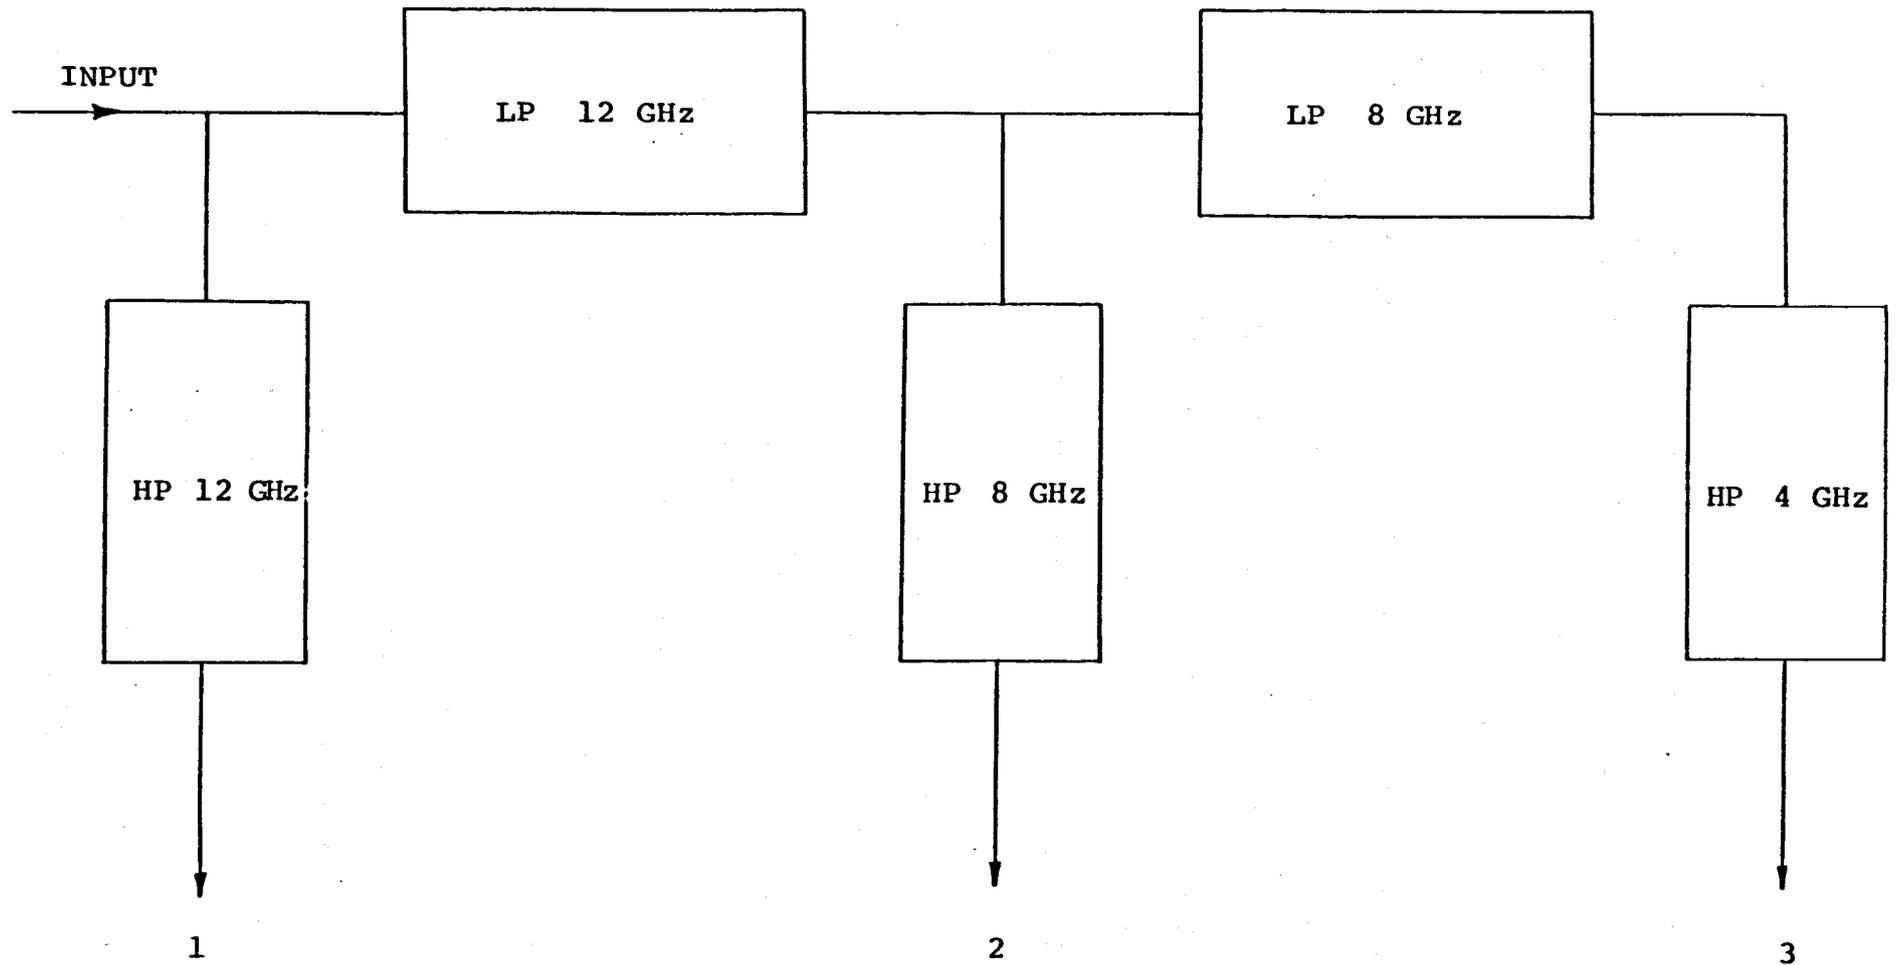 INPUT
LP 12 GHz
LP 8 GHz
HP 12 GHz
HP 8 GHz
HP 4 GHz
1
2
3